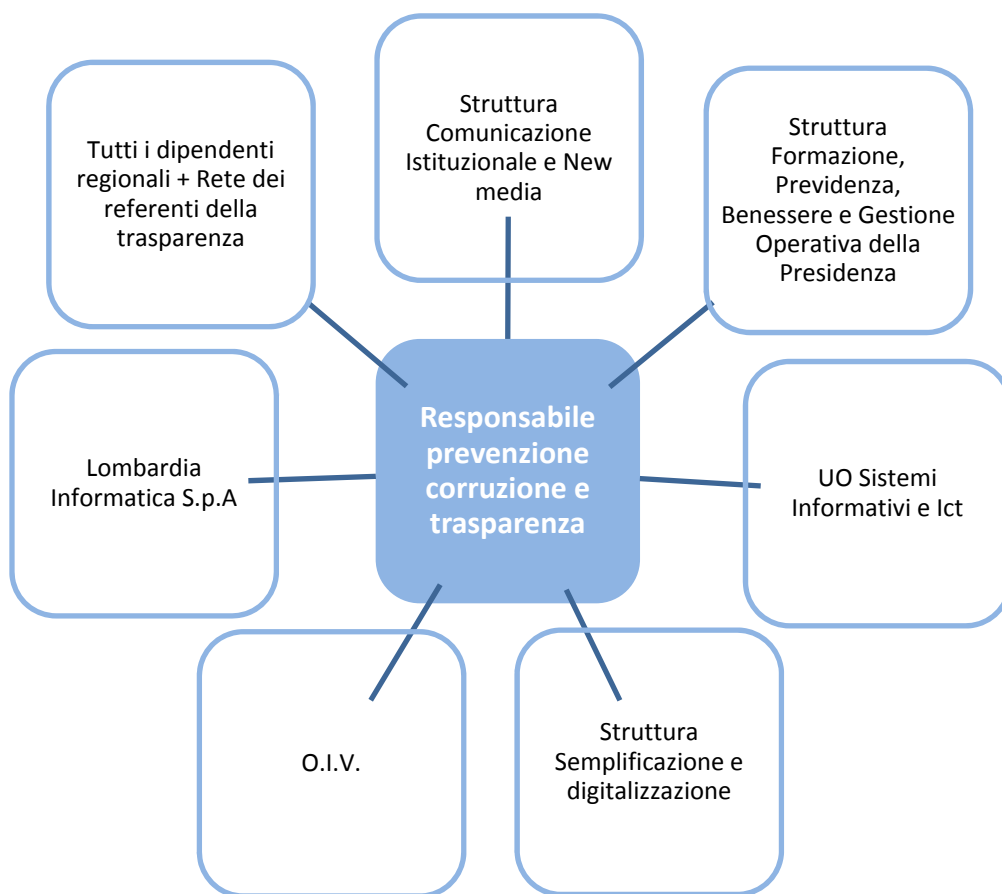 Struttura
Comunicazione
Istituzionale e New
media
Tutti i dipendenti
regionali + Rete dei
referenti della
trasparenza
Struttura
Formazione,
Previdenza,
Benessere e Gestione
Operativa della
Presidenza
Responsabile
prevenzione
corruzione e
trasparenza
Lombardia
Informatica S.p.A
UO Sistemi
Informativi e Ict
O.I.V.
Struttura
Semplificazione e
digitalizzazione